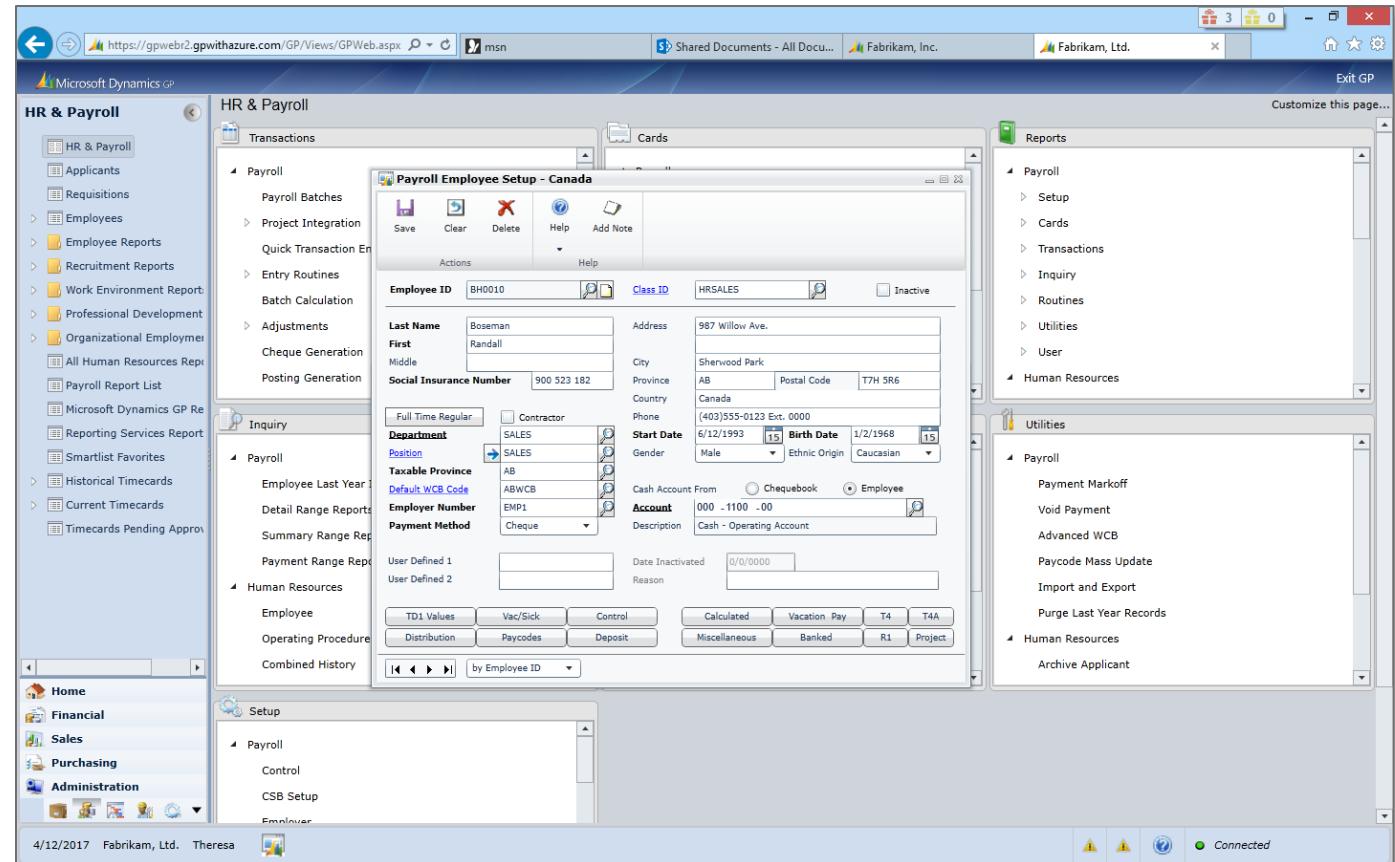 3 0
https://gpwebr2.gpwithazure.com/GP/Views/GPWeb.aspx msn Shared Documents - All Docu... Fabrikam, Inc. Fabrikam, Ltd.
Microsoft Dynamics GP Exit GP
HR & Payroll
HR & Payroll
Applicants
Requisitions
Employees
Employee Reports
Recruitment Reports
Work Environment Report
Professional Development
Organizational Employme
All Human Resources Rep
Payroll Report List
Microsoft Dynamics GP Re
Reporting Services Report
Smartlist Favorites
Historical Timecards
Current Timecards
Timecards Pending Approv
Home
Financial
Sales
Purchasing
Administration
HR & Payroll Customize this page...
Transactions
Payroll
Payroll Batches
Project Integration
Quick Transaction En
Entry Routines
Batch Calculation
Adjustments
Cheque Generation
Posting Generation
Cards
Reports
Payroll
Setup
Cards
Transactions
Inquiry
Routines
Utilities
User
Human Resources
Inquiry
Payroll
Employee Last Year
Detail Range Reports
Summary Range Rep
Payment Range Repo
Human Resources
Employee
Operating Procedure
Combined History
Utilities
Payroll
Payment Markoff
Void Payment
Advanced WCB
Paycode Mass Update
Import and Export
Purge Last Year Records
Human Resources
Archive Applicant
Setup
Payroll
Control
CSB Setup
Employer
Payroll Employee Setup - Canada
Save Clear Delete Help Add Note
Actions Help
Employee ID BH0010 Class ID HRSALES Inactive
Last Name Boseman Address 987 Willow Ave.
First Randall
Middle City Sherwood Park
Social Insurance Number 900 523 182 Province AB Postal Code T7H 5R6
Country Canada
Full Time Regular Contractor Phone (403)555-0123 Ext. 0000
Department SALES Start Date 6/12/1993 15 Birth Date 1/2/1968 15
Position SALES Gender Male Ethnic Origin Caucasian
Taxable Province AB
Default WCB Code ABWCB Cash Account From Chequebook Employee
Employer Number EMP1 Account 000 -1100 -00
Payment Method Cheque Description Cash - Operating Account
User Defined 1 Date Inactivated 0/0/0000
User Defined 2 Reason
TD1 Values Vac/Sick Control Calculated Vacation Pay T4 T4A
Distribution Paycodes Deposit Miscellaneous Banked R1 Project
by Employee ID
4/12/2017 Fabrikam, Ltd. Theresa Connected